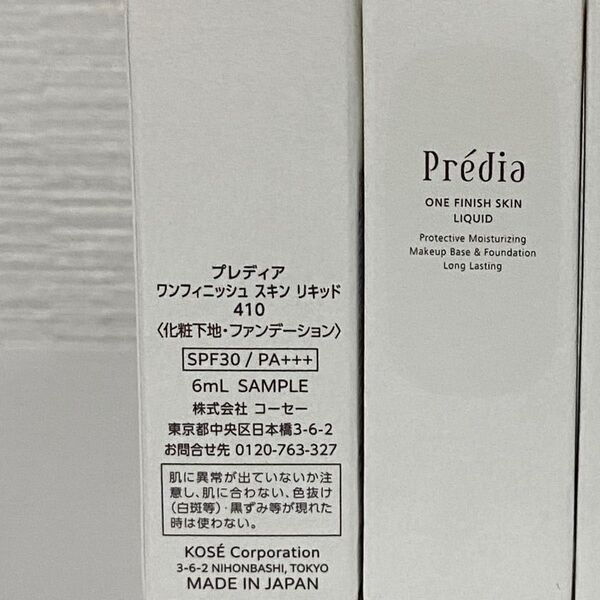 プレディア
ワンフィニッシュ スキン リキッド
410
〈化粧下地・ファンデーション〉
SPF30 / PA+++
6mL SAMPLE
株式会社 コーセー
東京都中央区日本橋3-6-2
お問合せ先 0120-763-327
肌に異常が出ていないか注
意し、肌に合わない、色抜け
（白斑等）・黒ずみ等が現れた
時は使わない。
KOSÉ Corporation
3-6-2 NIHONBASHI, TOKYO
MADE IN JAPAN
Prédia
ONE FINISH SKIN
LIQUID
Protective Moisturizing
Makeup Base & Foundation
Long Lasting